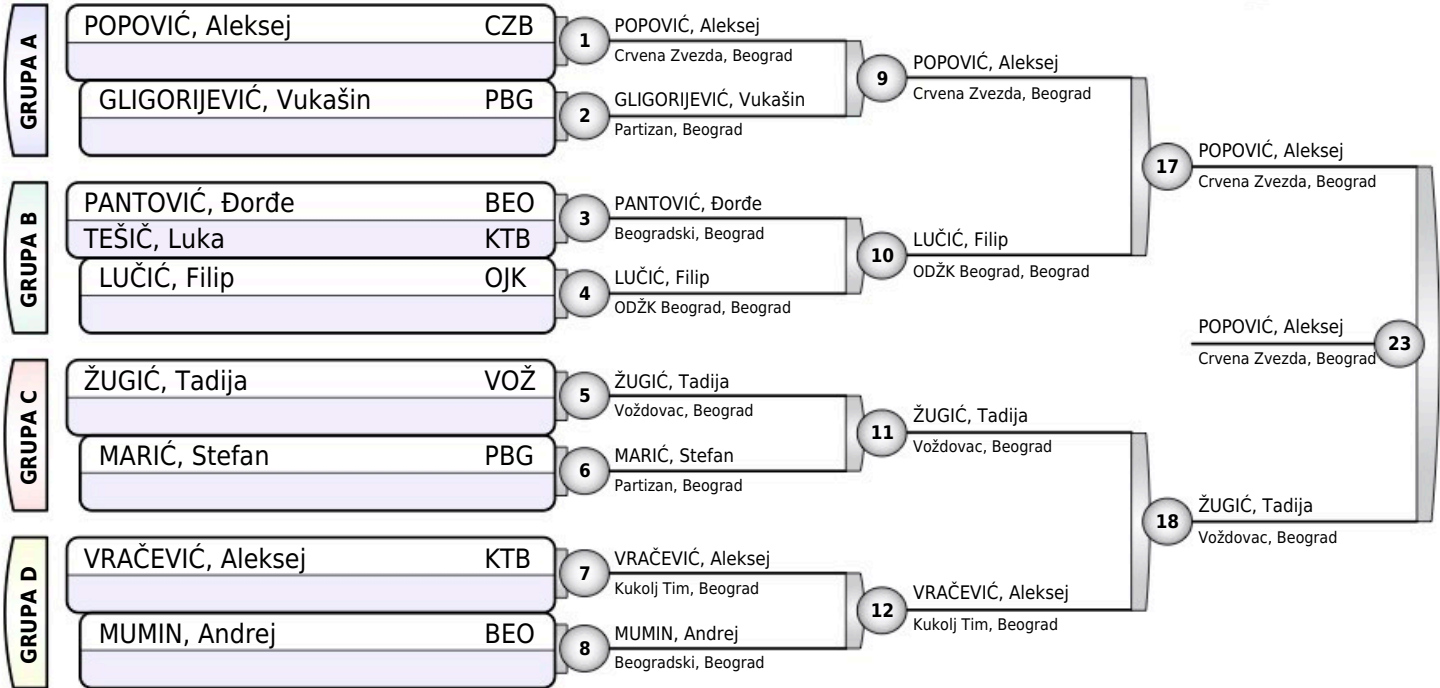 GRUPA A
POPOVIĆ, Aleksej CZB
GLIGORIJEVIĆ, Vukašin PBG
GRUPA B
PANTOVIĆ, Đorđe BEO
TEŠIČ, Luka KTB
LUČIĆ, Filip OJK
GRUPA C
ŽUGIĆ, Tadija VOŽ
MARIĆ, Stefan PBG
GRUPA D
VRAČEVIĆ, Aleksej KTB
MUMIN, Andrej BEO
1
POPOVIĆ, Aleksej
Crvena Zvezda, Beograd
2
GLIGORIJEVIĆ, Vukašin
Partizan, Beograd
3
PANTOVIĆ, Đorđe
Beogradski, Beograd
4
LUČIĆ, Filip
ODŽK Beograd, Beograd
5
ŽUGIĆ, Tadija
Voždovac, Beograd
6
MARIĆ, Stefan
Partizan, Beograd
7
VRAČEVIĆ, Aleksej
Kukolj Tim, Beograd
8
MUMIN, Andrej
Beogradski, Beograd
9
POPOVIĆ, Aleksej
Crvena Zvezda, Beograd
10
LUČIĆ, Filip
ODŽK Beograd, Beograd
11
ŽUGIĆ, Tadija
Voždovac, Beograd
12
VRAČEVIĆ, Aleksej
Kukolj Tim, Beograd
17
POPOVIĆ, Aleksej
Crvena Zvezda, Beograd
18
ŽUGIĆ, Tadija
Voždovac, Beograd
POPOVIĆ, Aleksej
Crvena Zvezda, Beograd
23